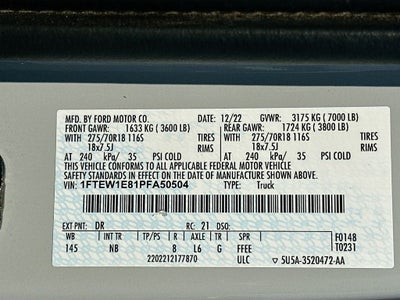 MFD. BY FORD MOTOR CO. 12/22 GVWR: 3175 KG ( 7000 LB)
FRONT GAWR: 1633 KG ( 3600 LB) REAR GAWR: 1724 KG ( 3800 LB)
WITH 275/70R18 116S TIRES WITH 275/70R18 116S TIRES
18x7.5J RIMS 18x7.5J RIMS
AT 240 kPa/ 35 PSI COLD AT 240 kPa/ 35 PSI COLD
THIS VEHICLE CONFORMS TO ALL APPLICABLE FEDERAL MOTOR VEHICLE
SAFETY STANDARDS IN EFFECT ON THE DATE OF MANUFACTURE SHOWN ABOVE.
VIN: 1FTEW1E81PFA50504 TYPE: Truck
EXT PNT: DR RC: 21 DSO: F0148
WB INT TR R AXLE TR SPR T0231
145 NB 8 L6 G FFEE
2202212177870 ULC 5U5A-3520472-AA